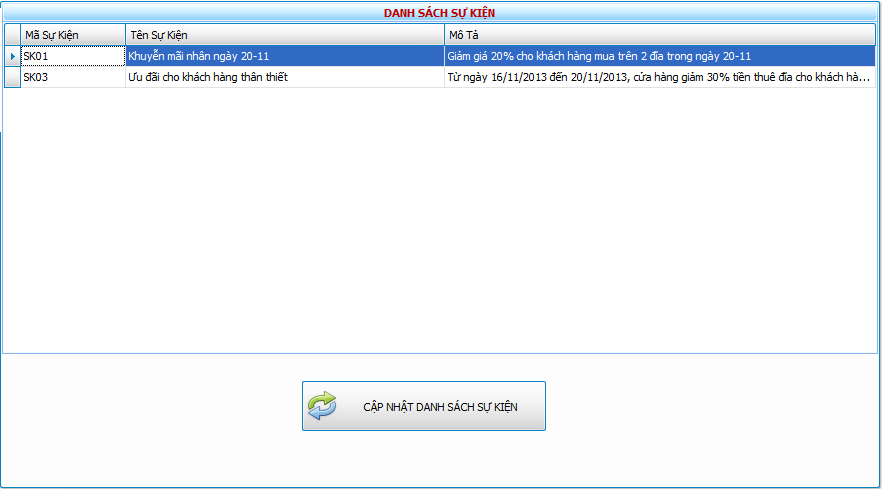 DANH SÁCH SỰ KIỆN
Mã Sự Kiện Tên Sự Kiện Mô Tả
SK01 Khuyễn mãi nhân ngày 20-11 Giảm giá 20% cho khách hàng mua trên 2 đĩa trong ngày 20-11
SK03 Ưu đãi cho khách hàng thân thiết Từ ngày 16/11/2013 đến 20/11/2013, cửa hàng giảm 30% tiền thuê đĩa cho khách hà...
CẬP NHẬT DANH SÁCH SỰ KIỆN